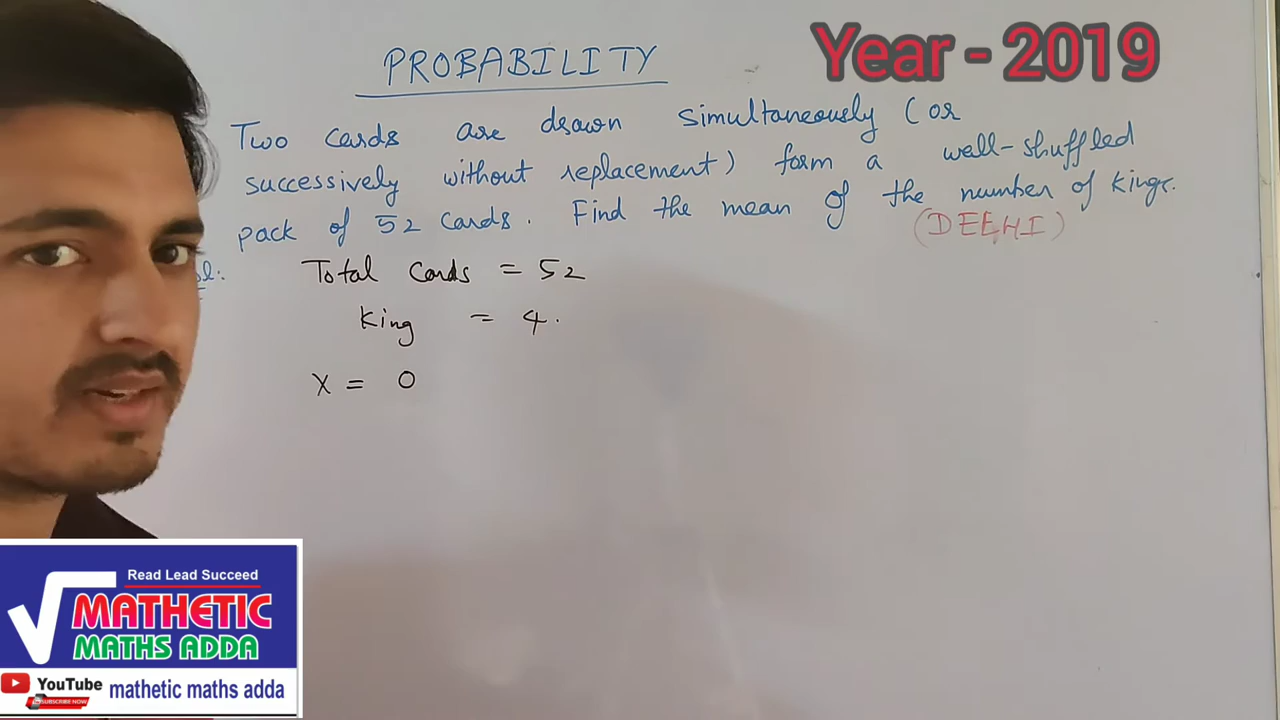 PROBABILITY
Year - 2019
Two cards are drawn simultaneously (or
successively without replacement) form a well-shuffled
pack of 52 cards. Find the mean of the number of kings.
(DELHI)
Total cards = 52
king = 4.
X = 0
Read Lead Succeed
MATHETIC
MATHS ADDA
YouTube
SUBSCRIBE NOW
mathetic maths adda